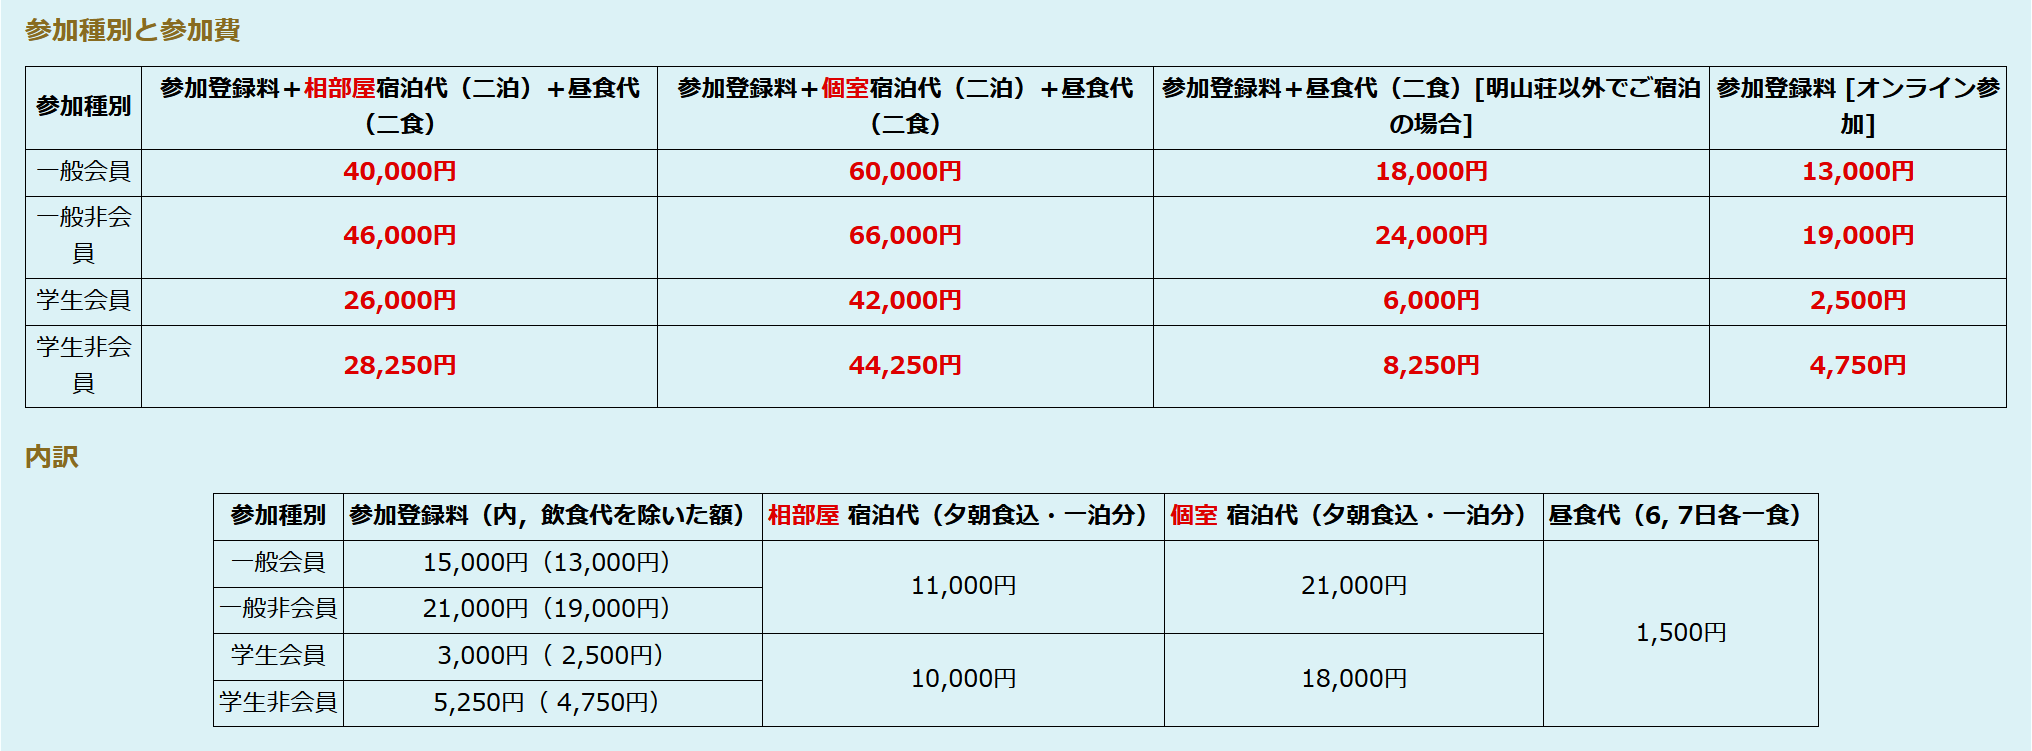 参加種別と参加費
参加種別 参加登録料＋相部屋宿泊代（二泊）＋昼食代（二食） 参加登録料＋個室宿泊代（二泊）＋昼食代（二食） 参加登録料＋昼食代（二食）[明山荘以外でご宿泊の場合] 参加登録料 [オンライン参加]
一般会員 40,000円 60,000円 18,000円 13,000円
一般非会員 46,000円 66,000円 24,000円 19,000円
学生会員 26,000円 42,000円 6,000円 2,500円
学生非会員 28,250円 44,250円 8,250円 4,750円
内訳
参加種別 参加登録料（内，飲食代を除いた額） 相部屋 宿泊代（夕朝食込・一泊分） 個室 宿泊代（夕朝食込・一泊分） 昼食代（6, 7日各一食）
一般会員 15,000円（13,000円） 11,000円 21,000円 1,500円
一般非会員 21,000円（19,000円）
学生会員 3,000円（ 2,500円） 10,000円 18,000円
学生非会員 5,250円（ 4,750円）